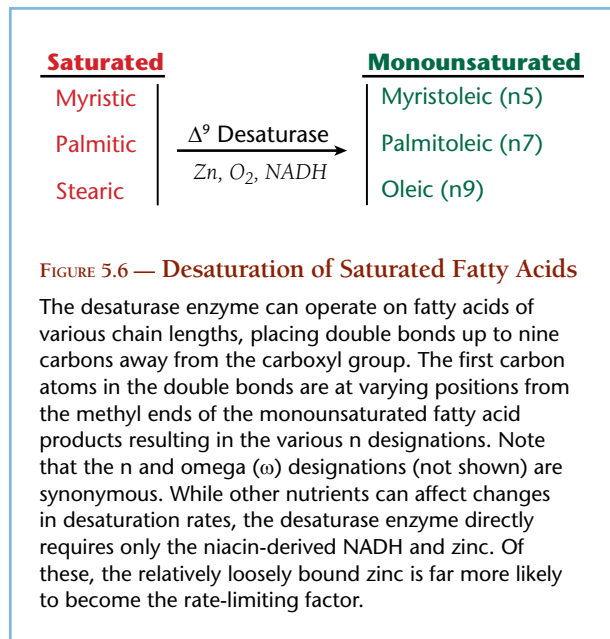 Saturated Monounsaturated
Myristic Myristoleic (n5)
Δ⁹ Desaturase
Palmitic Palmitoleic (n7)
Zn, O₂, NADH
Stearic Oleic (n9)
FIGURE 5.6 — Desaturation of Saturated Fatty Acids
The desaturase enzyme can operate on fatty acids of
various chain lengths, placing double bonds up to nine
carbons away from the carboxyl group. The first carbon
atoms in the double bonds are at varying positions from
the methyl ends of the monounsaturated fatty acid
products resulting in the various n designations. Note
that the n and omega (ω) designations (not shown) are
synonymous. While other nutrients can affect changes
in desaturation rates, the desaturase enzyme directly
requires only the niacin-derived NADH and zinc. Of
these, the relatively loosely bound zinc is far more likely
to become the rate-limiting factor.